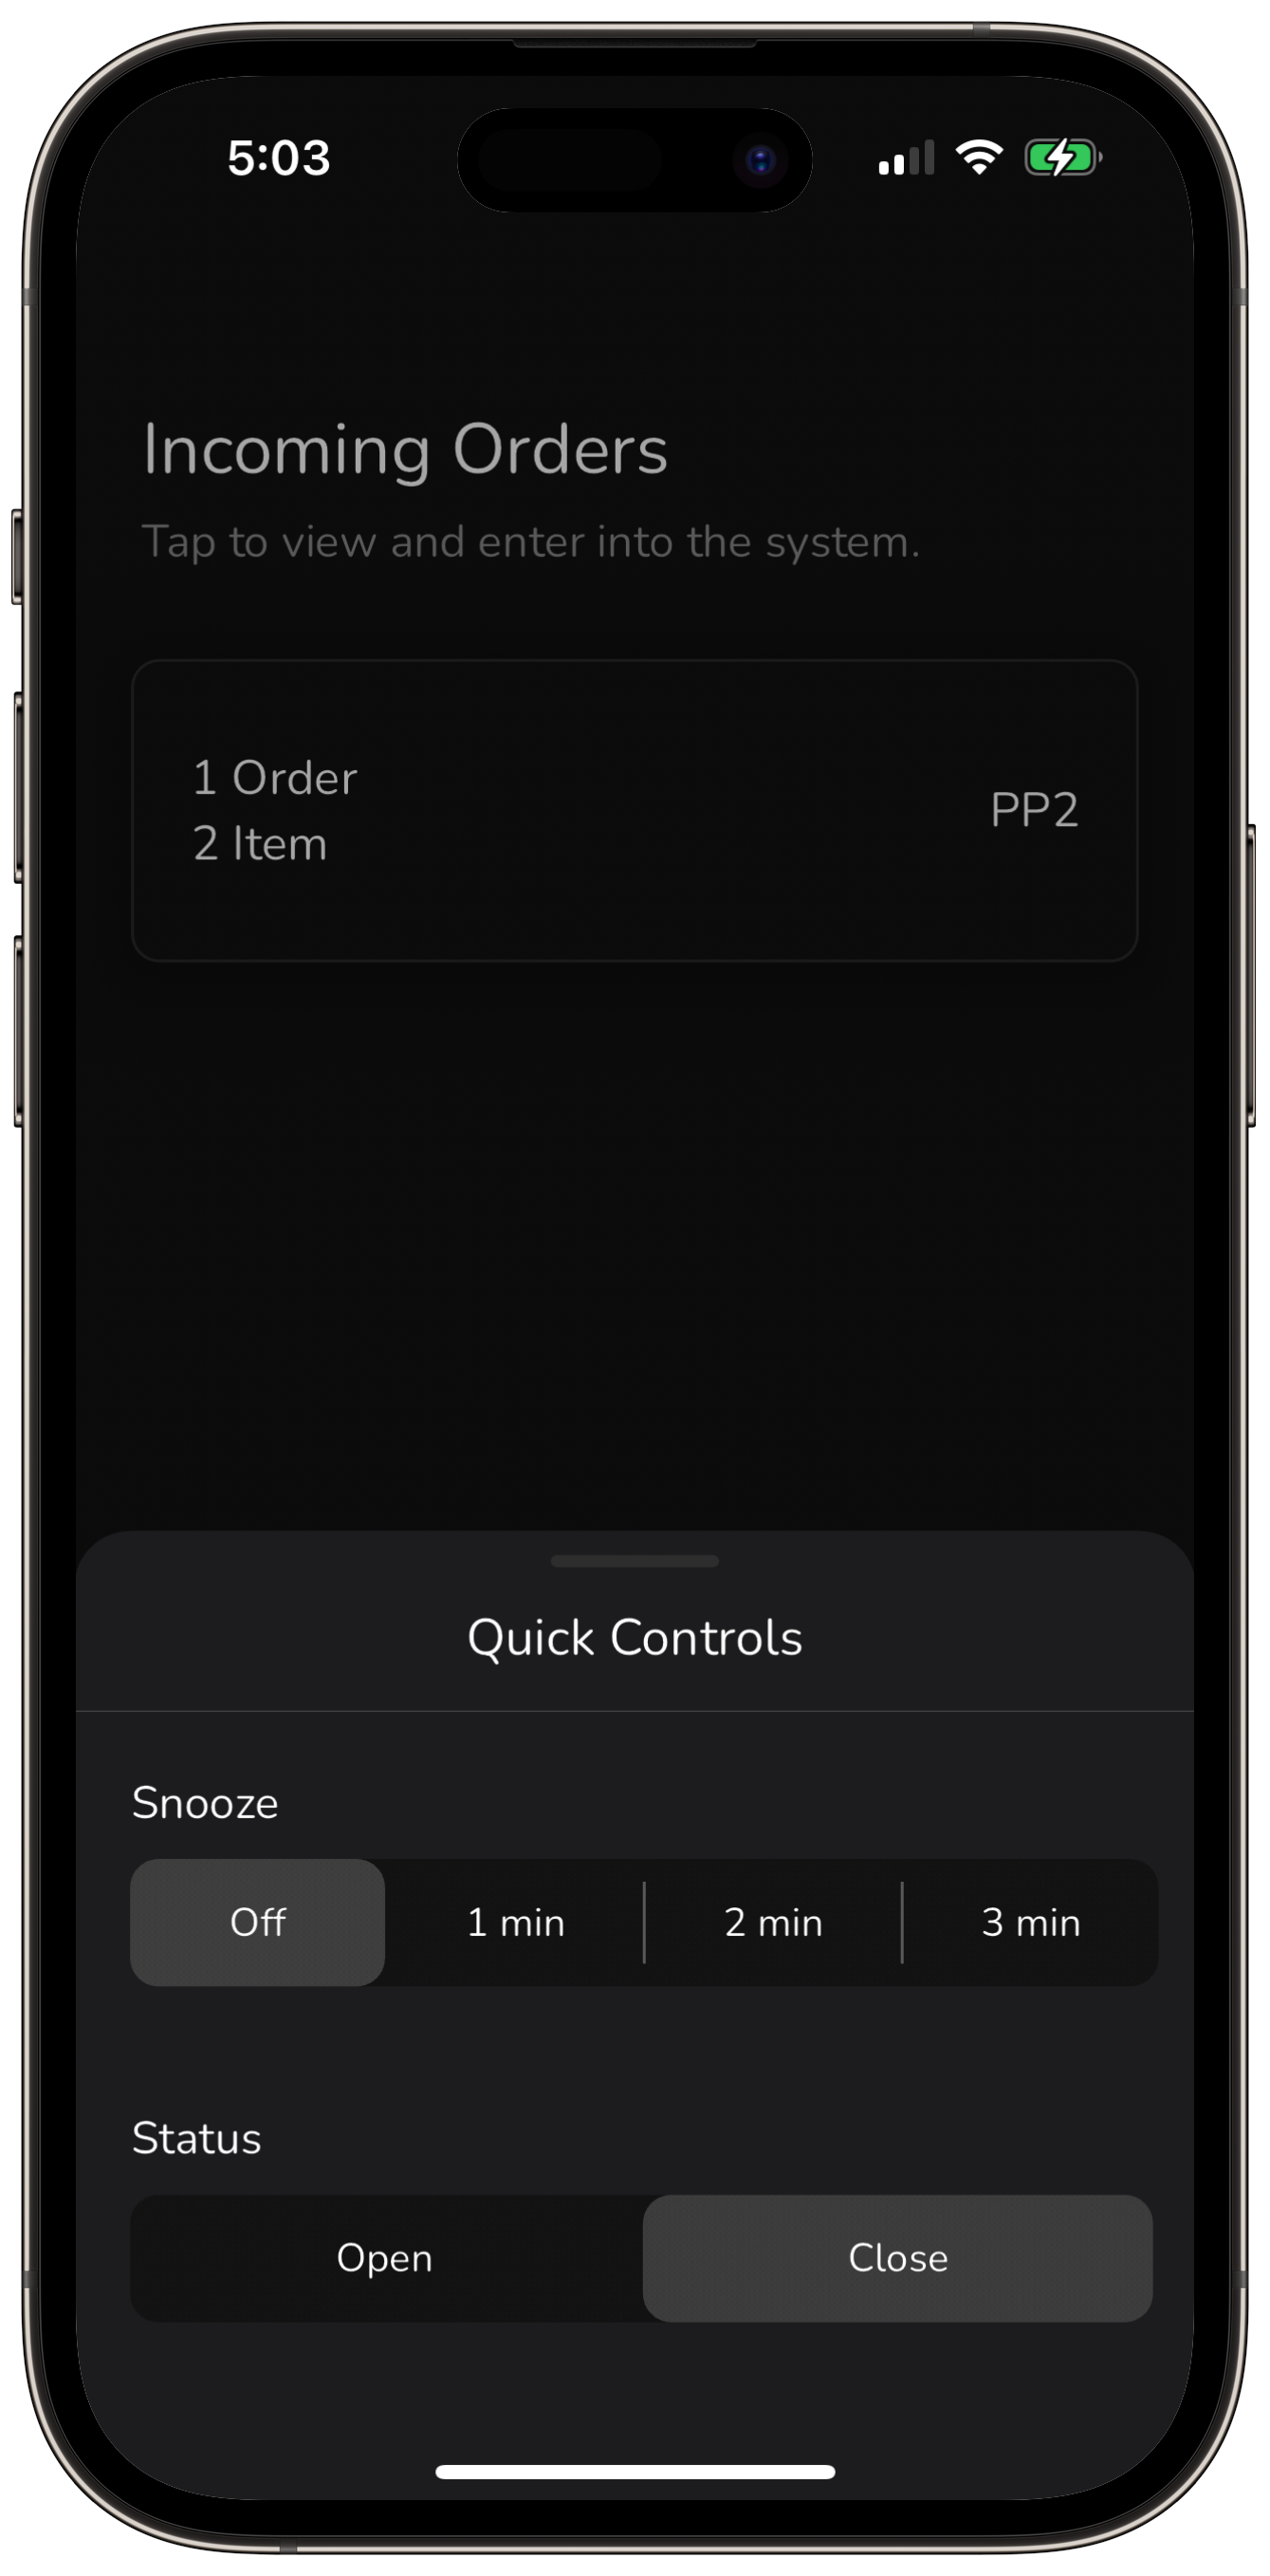 5:03
Incoming Orders
Tap to view and enter into the system.
1 Order
2 Item
PP2
Quick Controls
Snooze
Off 1 min 2 min 3 min
Status
Open Close